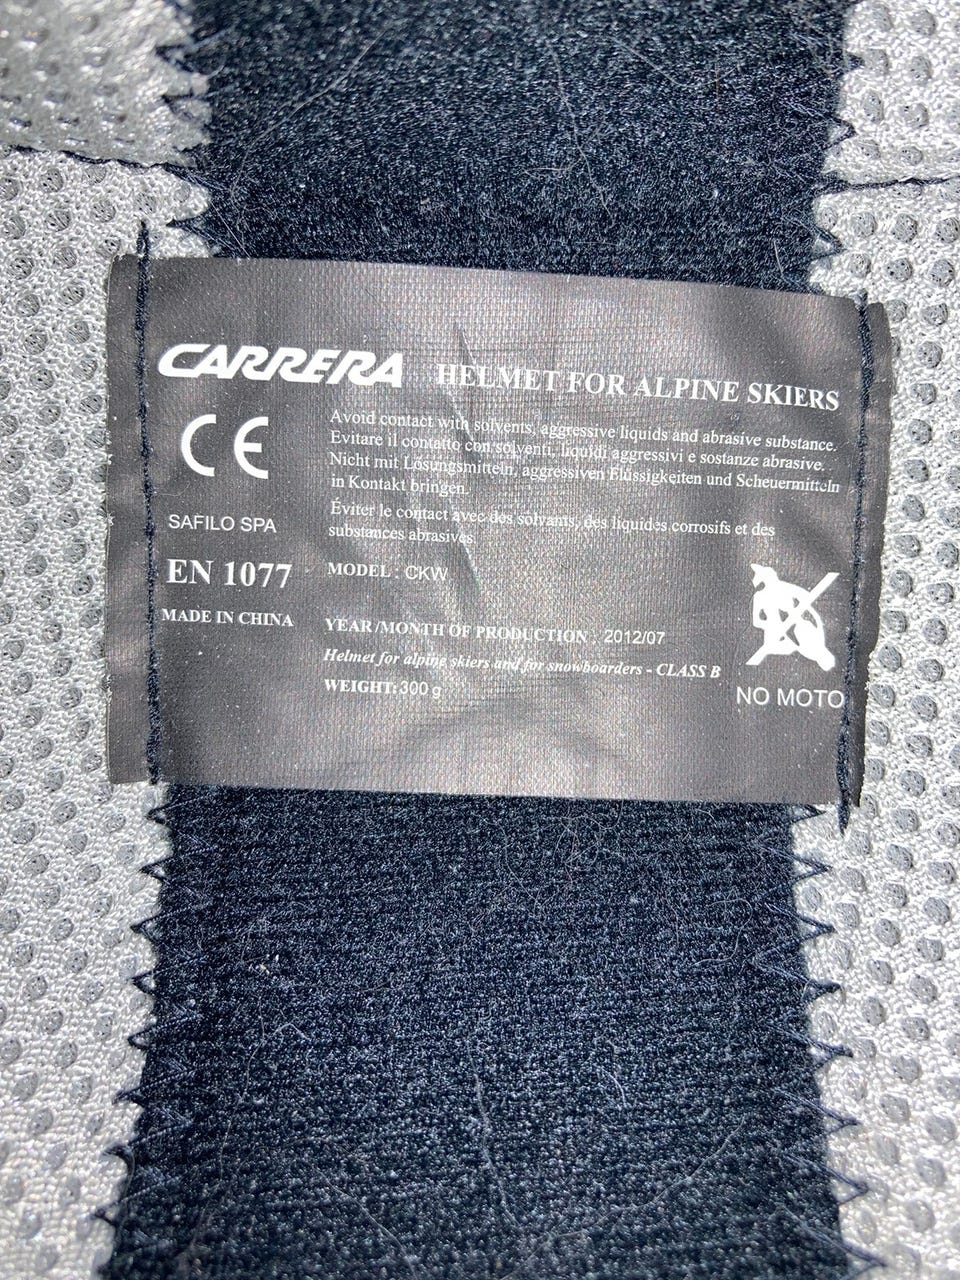 CARRERA HELMET FOR ALPINE SKIERS
Avoid contact with solvents, aggressive liquids and abrasive substance.
Evitare il contatto con solventi, liquidi aggressivi e sostanze abrasive.
Nicht mit Lösungsmitteln, aggressiven Flüssigkeiten und Scheuermitteln
in Kontakt bringen.
Éviter le contact avec des solvants, des liquides corrosifs et des
substances abrasives.
CE
SAFILO SPA
EN 1077
MADE IN CHINA
MODEL : CKW
YEAR /MONTH OF PRODUCTION : 2012/07
Helmet for alpine skiers and for snowboarders - CLASS B
WEIGHT: 300 g
NO MOTO